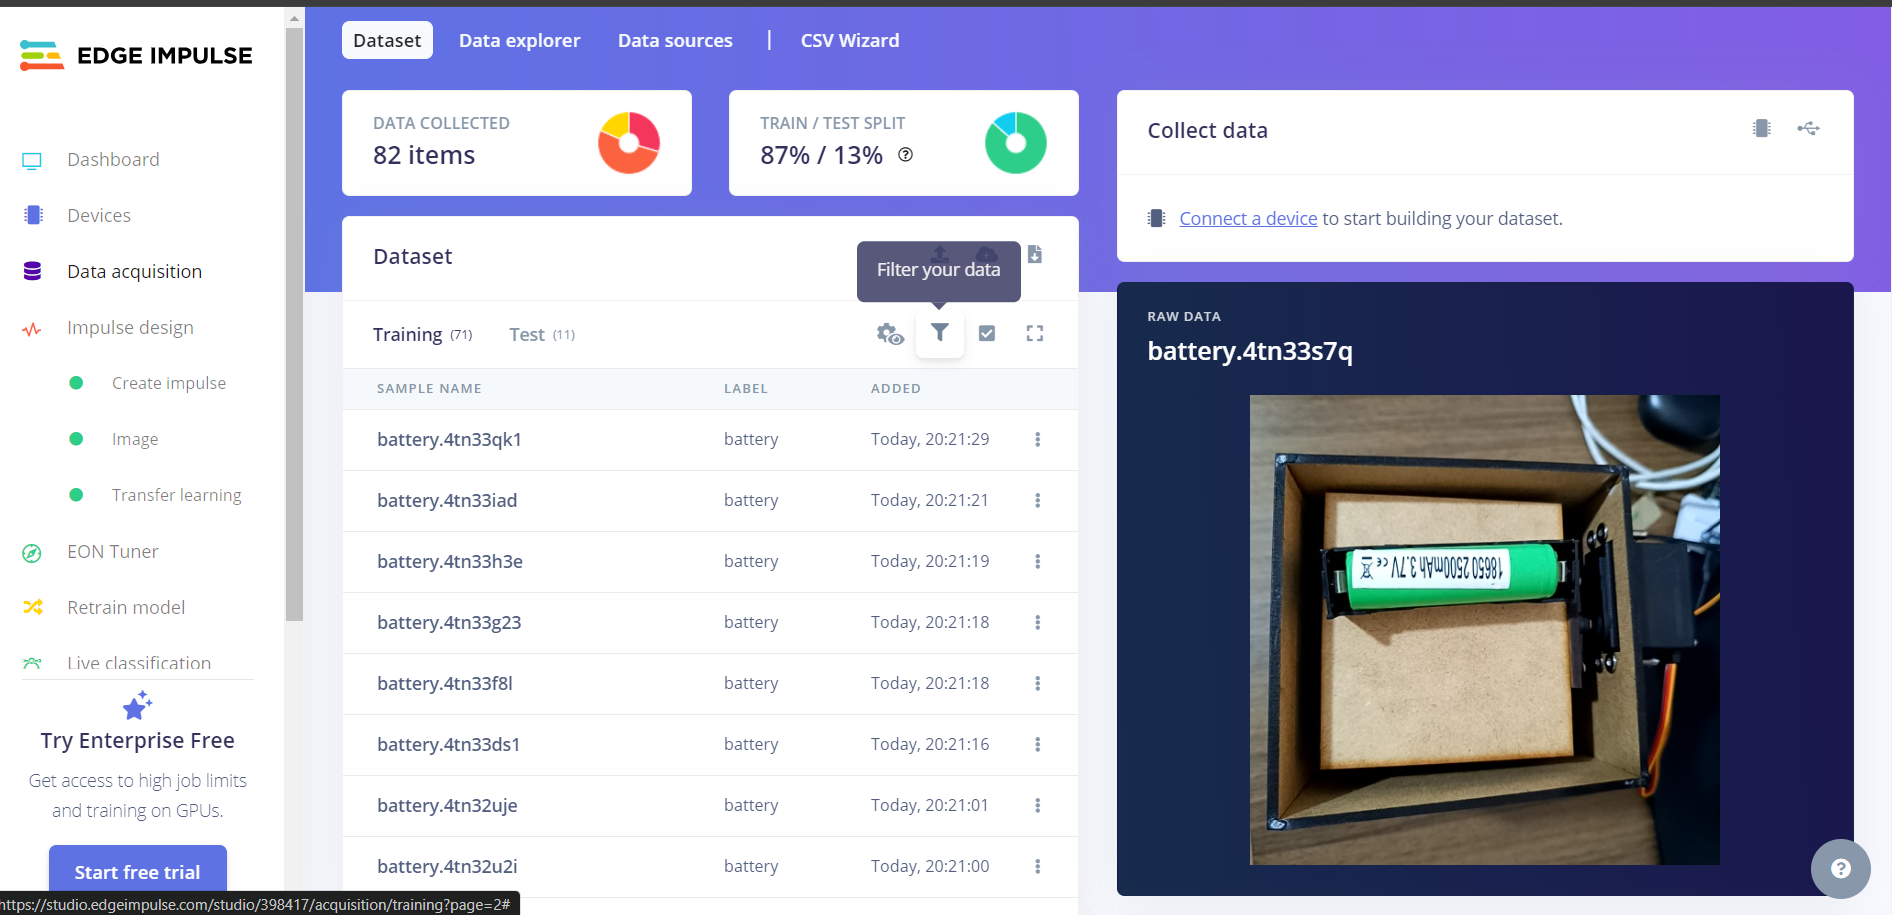 EDGE IMPULSE
Dashboard
Devices
Data acquisition
Impulse design
Create impulse
Image
Transfer learning
EON Tuner
Retrain model
Live classification
Try Enterprise Free
Get access to high job limits
and training on GPUs.
Start free trial
https://studio.edgeimpulse.com/studio/398417/acquisition/training?page=2#
Dataset
Data explorer
Data sources
|
CSV Wizard
DATA COLLECTED
82 items
TRAIN / TEST SPLIT
87% / 13%
Dataset
Filter your data
Training (71)
Test (11)
SAMPLE NAME LABEL ADDED
battery.4tn33qk1 battery Today, 20:21:29
battery.4tn33iad battery Today, 20:21:21
battery.4tn33h3e battery Today, 20:21:19
battery.4tn33g23 battery Today, 20:21:18
battery.4tn33f8l battery Today, 20:21:18
battery.4tn33ds1 battery Today, 20:21:16
battery.4tn32uje battery Today, 20:21:01
battery.4tn32u2i battery Today, 20:21:00
Collect data
Connect a device to start building your dataset.
RAW DATA
battery.4tn33s7q
18650 2500mAh 3.7V CE